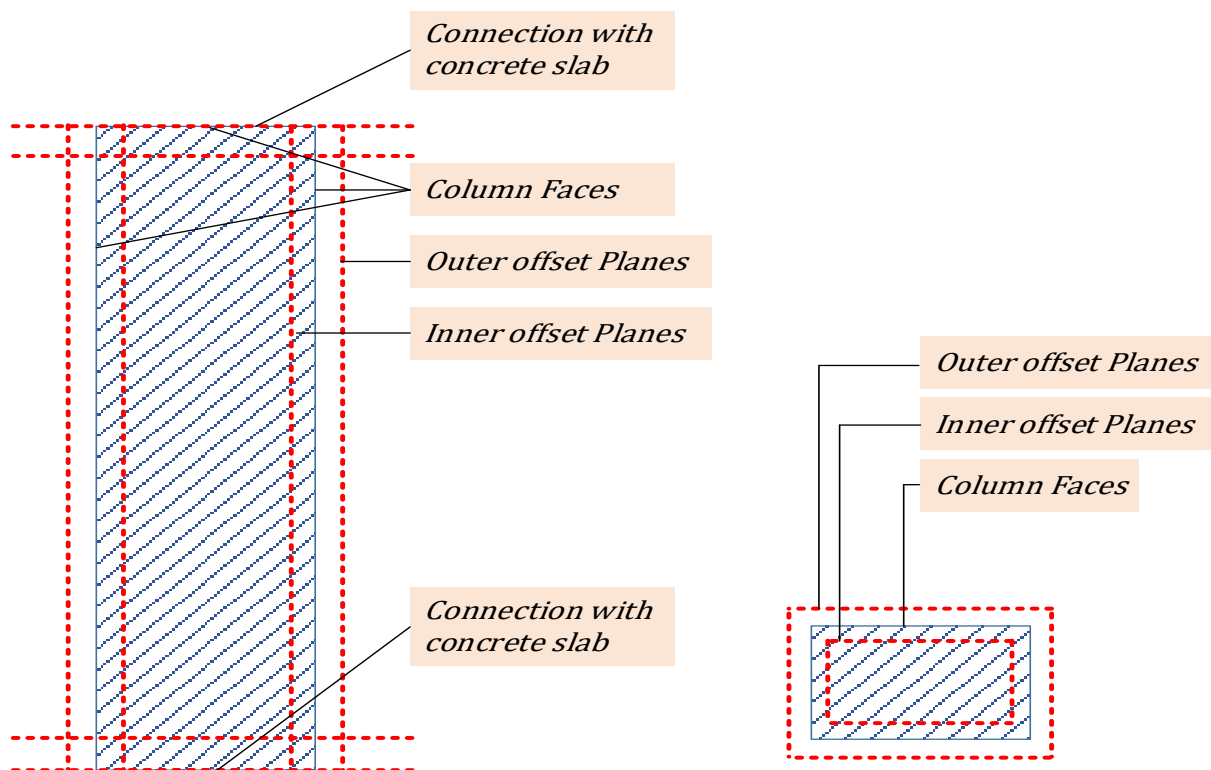 Connection with
concrete slab
Column Faces
Outer offset Planes
Inner offset Planes
Connection with
concrete slab
Outer offset Planes
Inner offset Planes
Column Faces